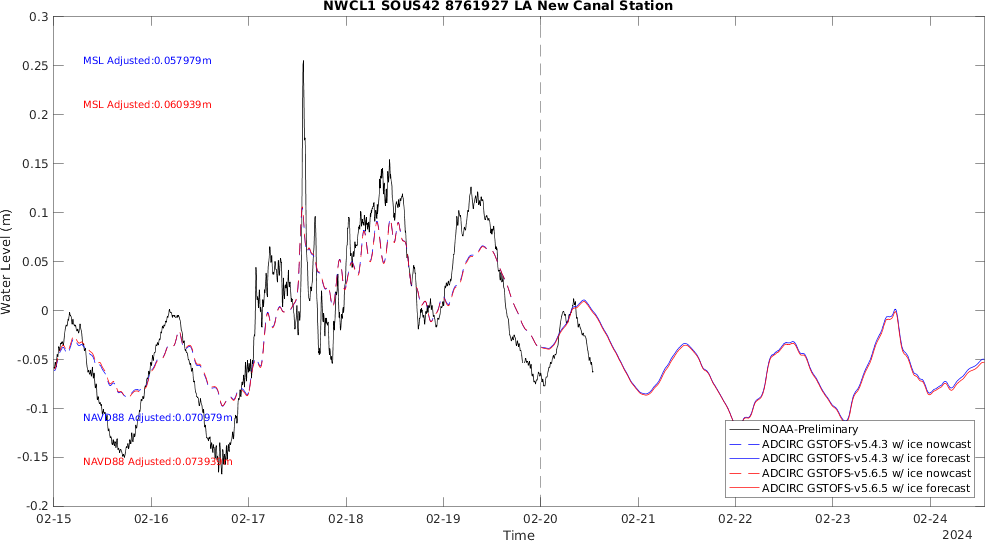 NWCL1 SOUS42 8761927 LA New Canal Station
0.3
0.25
0.2
0.15
0.1
0.05
0
-0.05
-0.1
-0.15
-0.2
Water Level (m)
MSL Adjusted:0.057979m
MSL Adjusted:0.060939m
NAVD88 Adjusted:0.070979m
NAVD88 Adjusted:0.073939m
NOAA-Preliminary
ADCIRC GSTOFS-v5.4.3 w/ ice nowcast
ADCIRC GSTOFS-v5.4.3 w/ ice forecast
ADCIRC GSTOFS-v5.6.5 w/ ice nowcast
ADCIRC GSTOFS-v5.6.5 w/ ice forecast
02-15 02-16 02-17 02-18 02-19 02-20 02-21 02-22 02-23 02-24
Time
2024